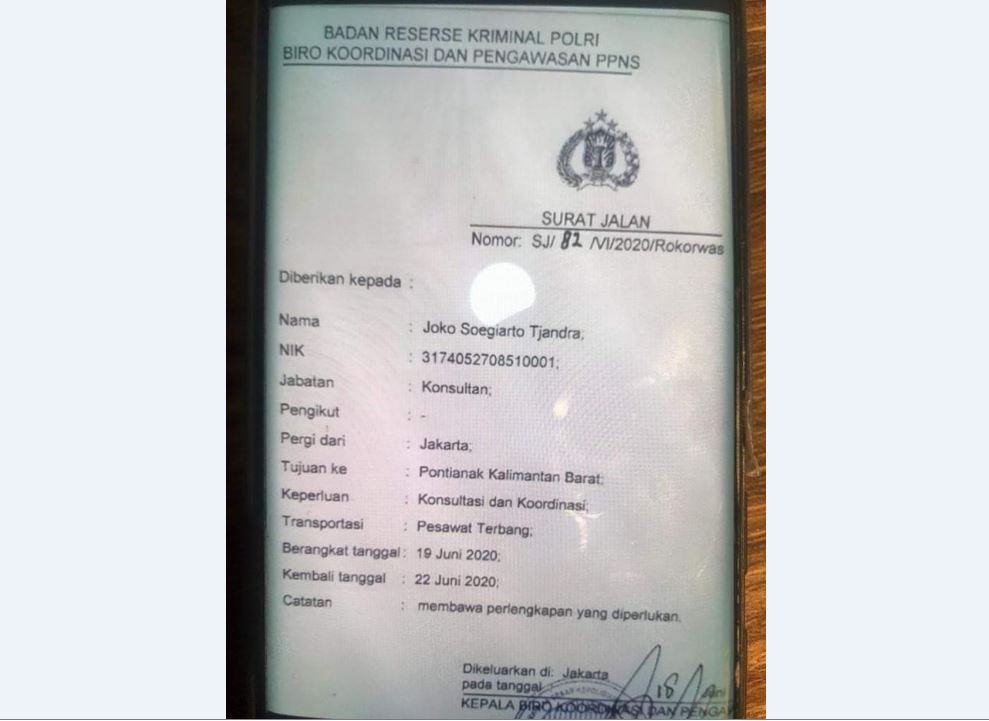 BADAN RESERSE KRIMINAL POLRI
BIRO KOORDINASI DAN PENGAWASAN PPNS
SURAT JALAN
Nomor: SJ/ 82 /VI/2020/Rokorwas
Diberikan kepada :
Nama : Joko Soegiarto Tjandra;
NIK : 3174052708510001;
Jabatan : Konsultan;
Pengikut : -
Pergi dari : Jakarta;
Tujuan ke : Pontianak Kalimantan Barat;
Keperluan : Konsultasi dan Koordinasi;
Transportasi : Pesawat Terbang;
Berangkat tanggal : 19 Juni 2020;
Kembali tanggal : 22 Juni 2020;
Catatan : membawa perlengkapan yang diperlukan.
Dikeluarkan di: Jakarta
pada tanggal 18
KEPALA BIRO KOORDINASI DAN PENGA